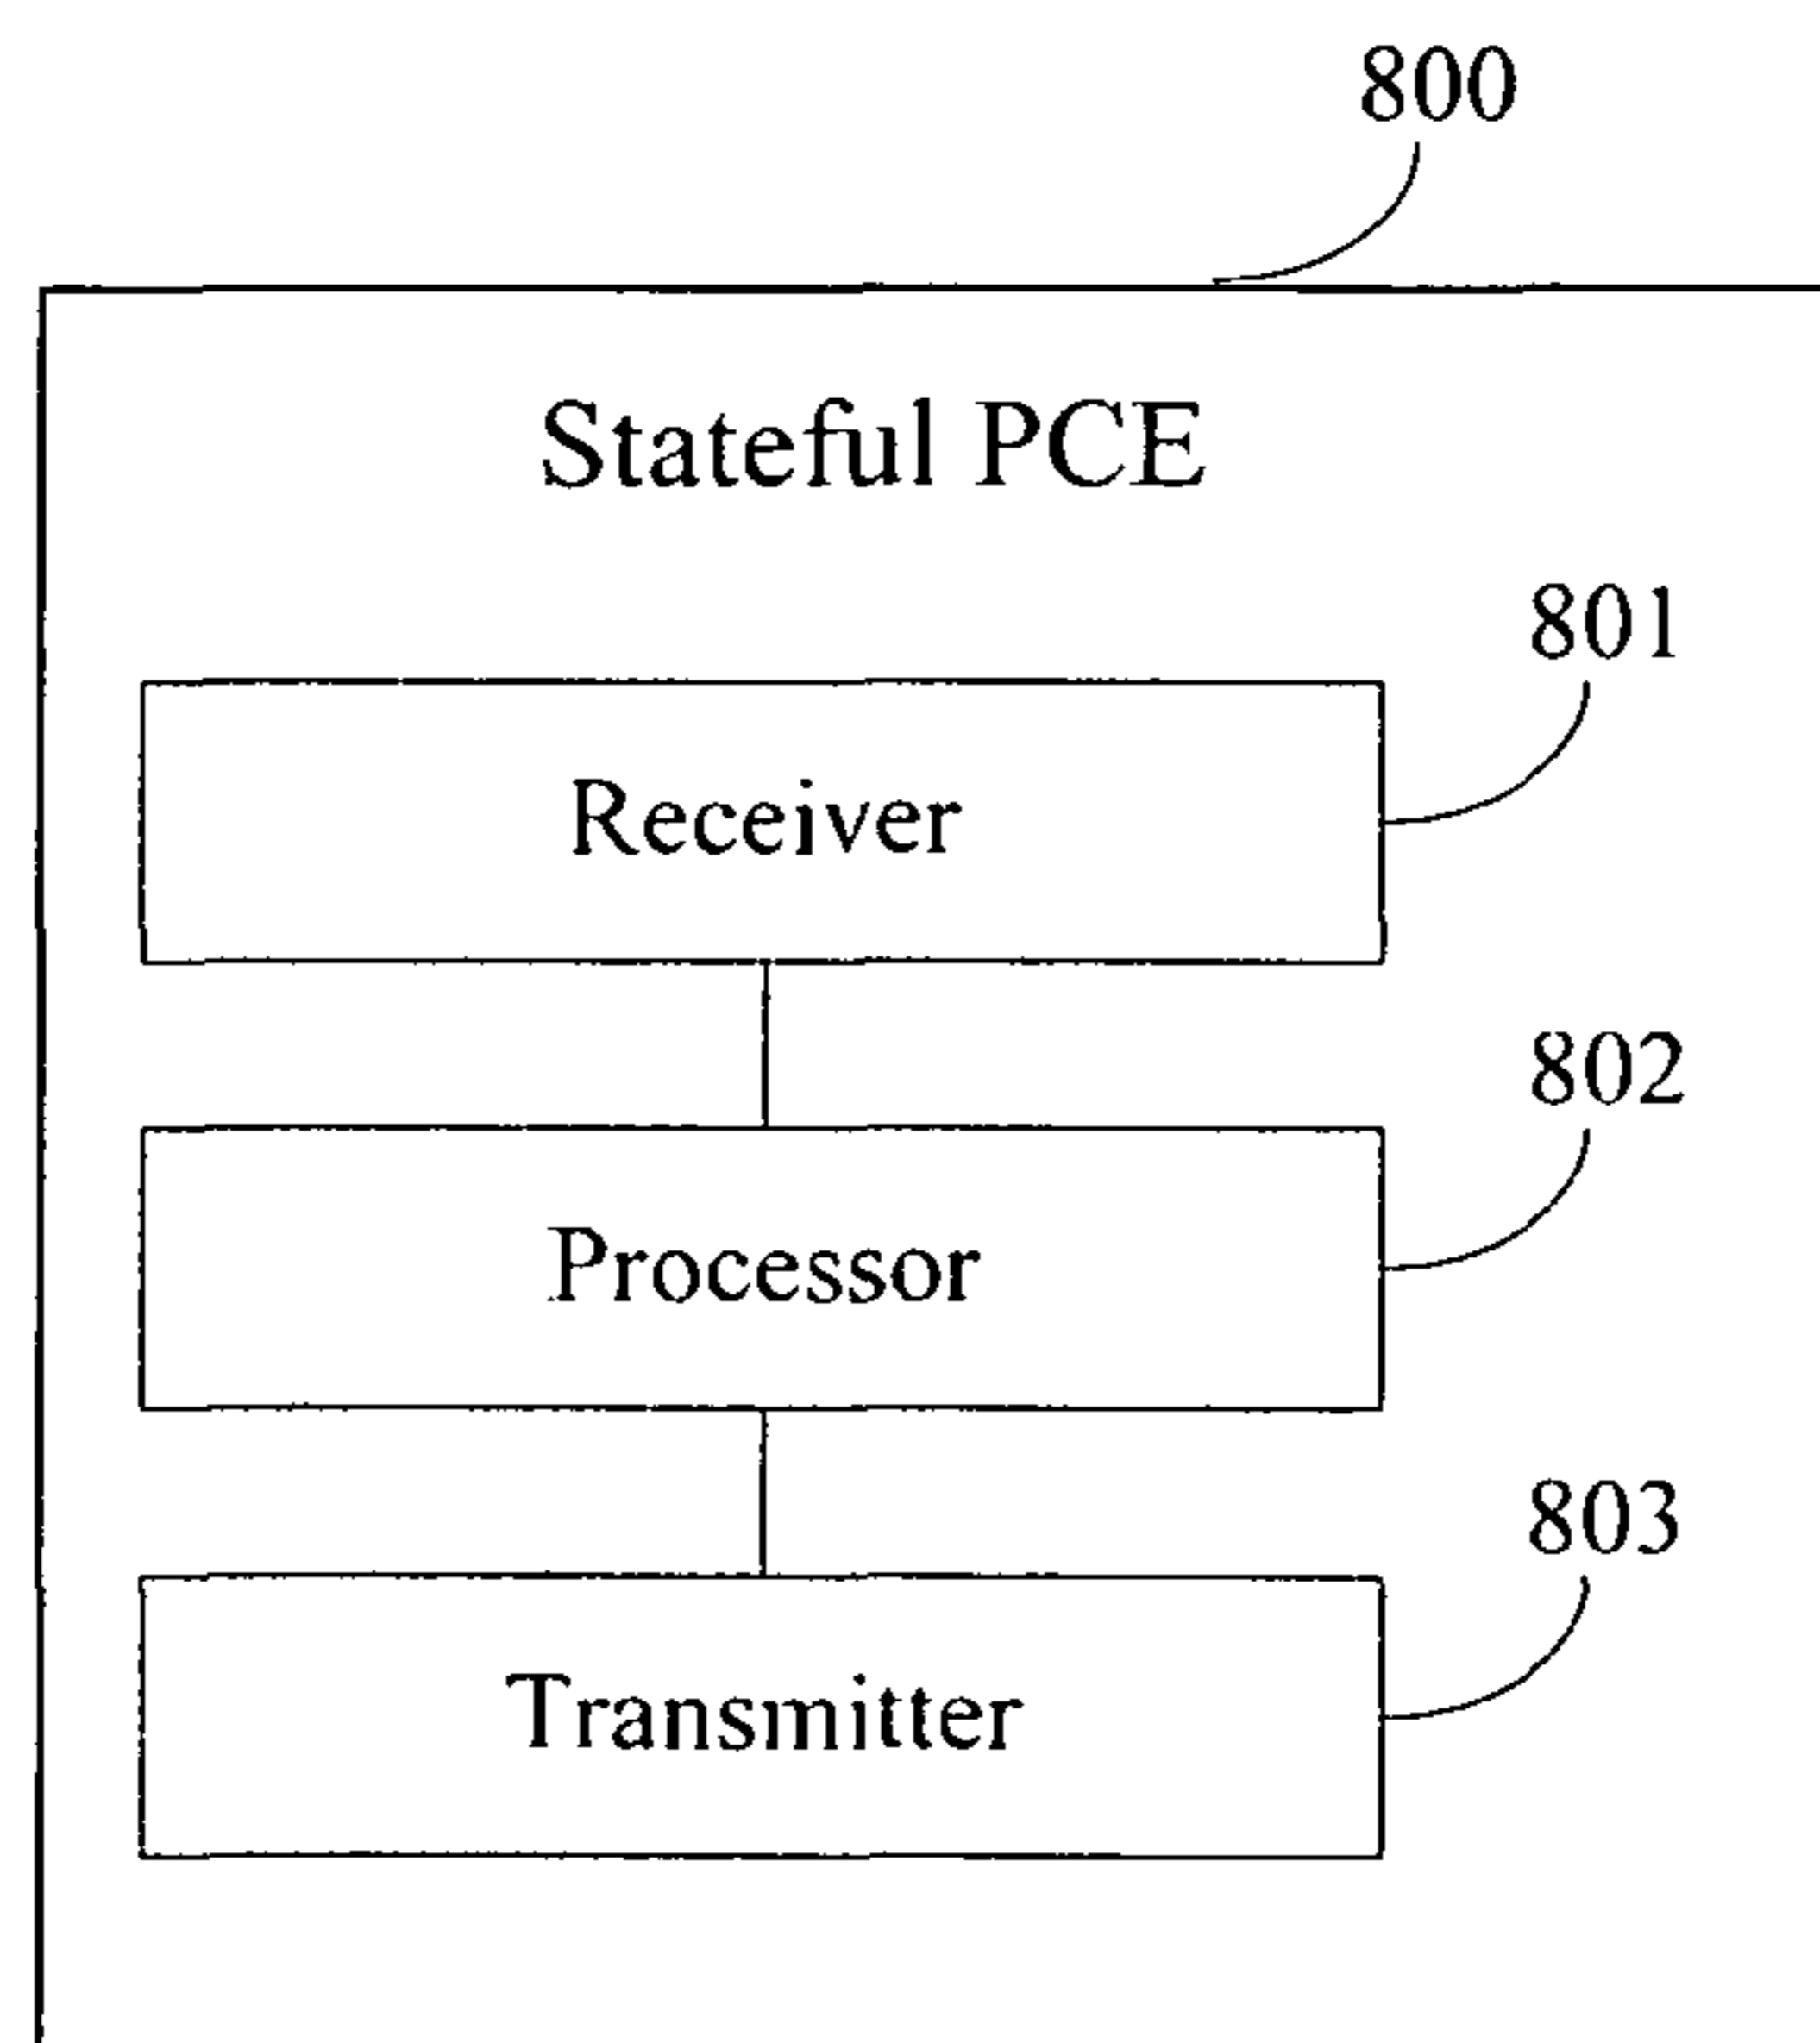 800
Stateful PCE
801
Receiver
802
Processor
803
Transmitter